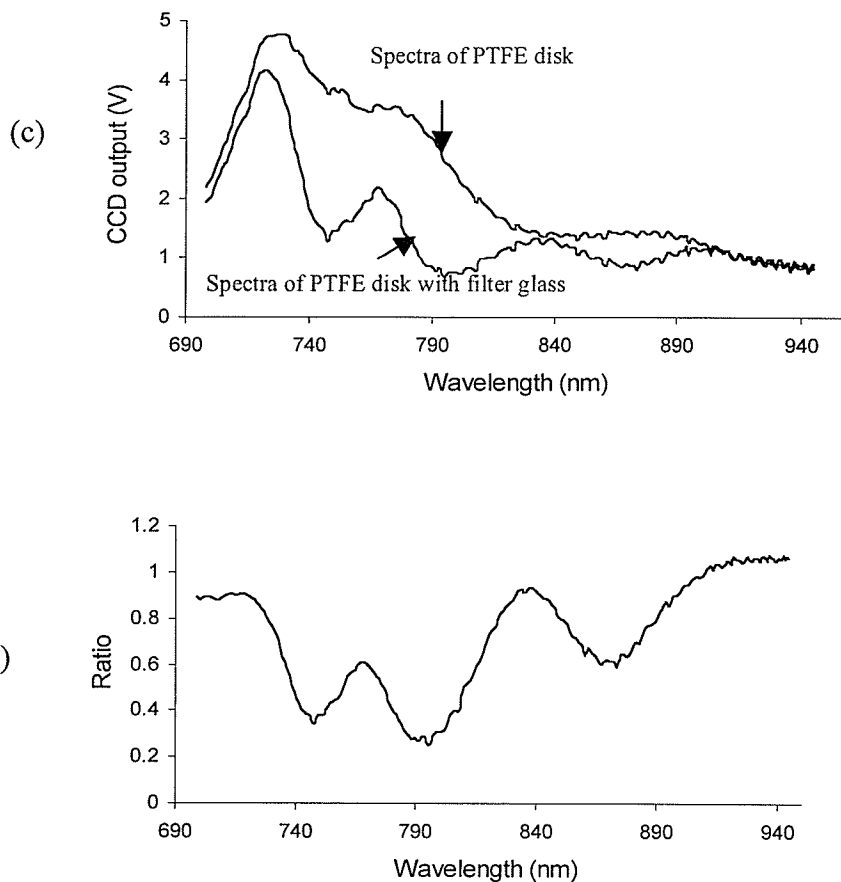 (c)
5
4
3
2
1
0
CCD output (V)
Spectra of PTFE disk
Spectra of PTFE disk with filter glass
690 740 790 840 890 940
Wavelength (nm)
)
1.2
1
0.8
0.6
0.4
0.2
0
Ratio
690 740 790 840 890 940
Wavelength (nm)